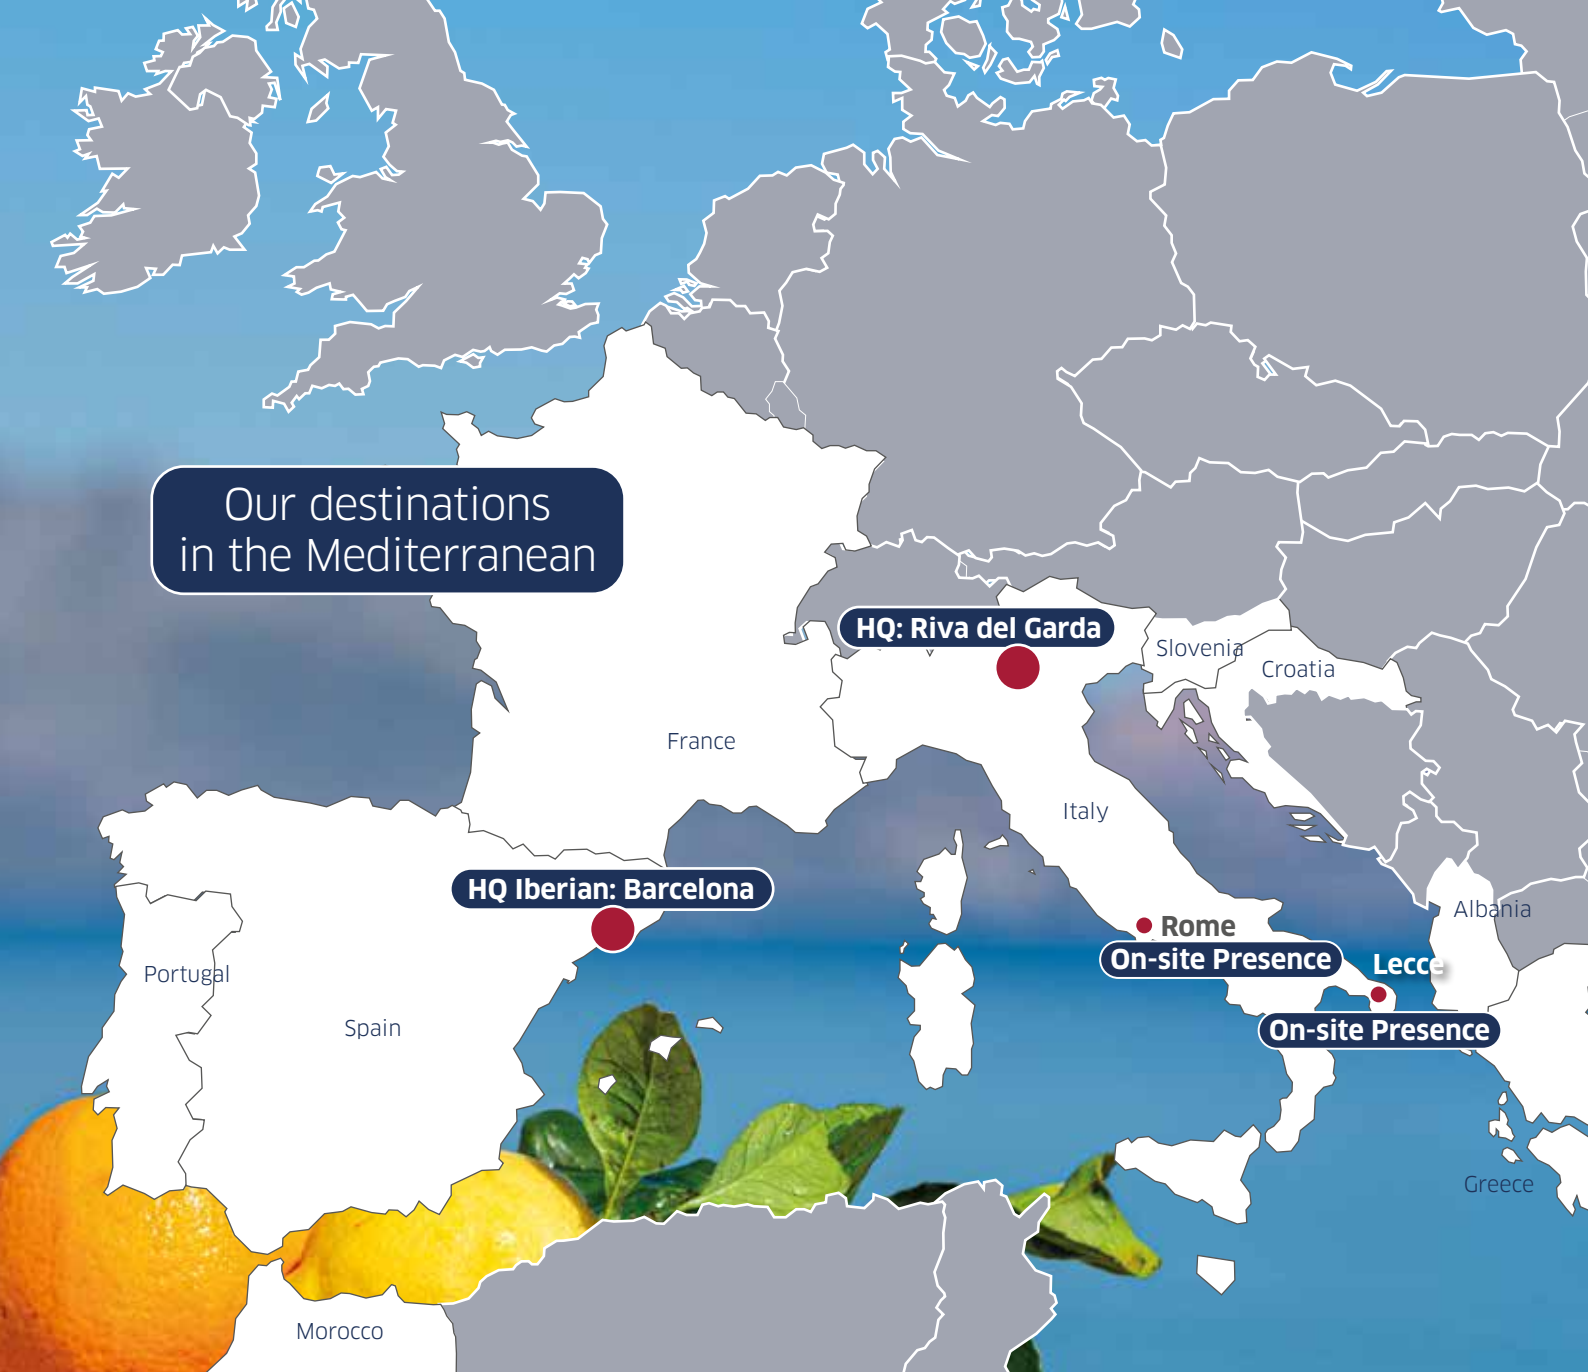 Our destinations
in the Mediterranean
HQ: Riva del Garda
Slovenia
Croatia
France
Italy
HQ Iberian: Barcelona
Albania
Rome
On-site Presence
Lecce
Portugal
Spain
On-site Presence
Greece
Morocco